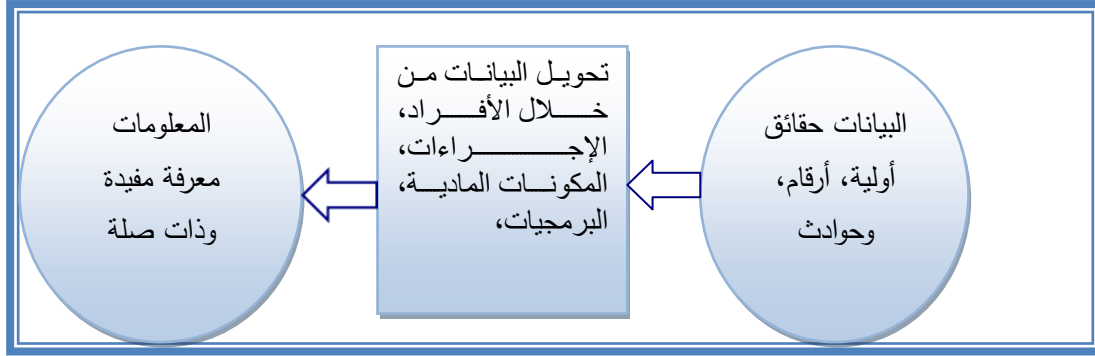 البيانات حقائق
أولية، أرقام،
وحوادث
تحويل البيانات من
خلال الأفراد،
الإجراءات،
المكونات المادية،
البرمجيات،
المعلومات
معرفة مفيدة
وذات صلة